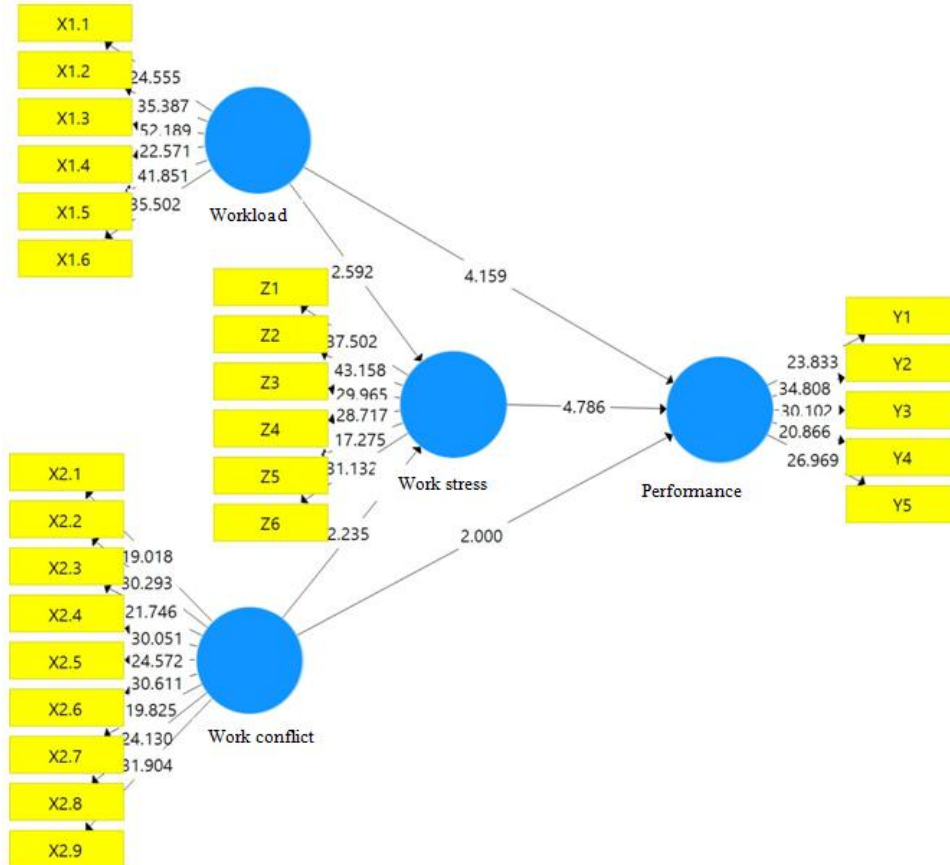 X1.1
X1.2
X1.3
X1.4
X1.5
X1.6
24.555
35.387
52.189
22.571
41.851
35.502
Workload
2.592
4.159
Z1
Z2
Z3
Z4
Z5
Z6
37.502
43.158
29.965
28.717
17.275
31.132
Work stress
4.786
Y1
Y2
Y3
Y4
Y5
23.833
34.808
30.102
20.866
26.969
Performance
2.235
2.000
X2.1
X2.2
X2.3
X2.4
X2.5
X2.6
X2.7
X2.8
X2.9
19.018
30.293
21.746
30.051
24.572
30.611
19.825
24.130
31.904
Work conflict